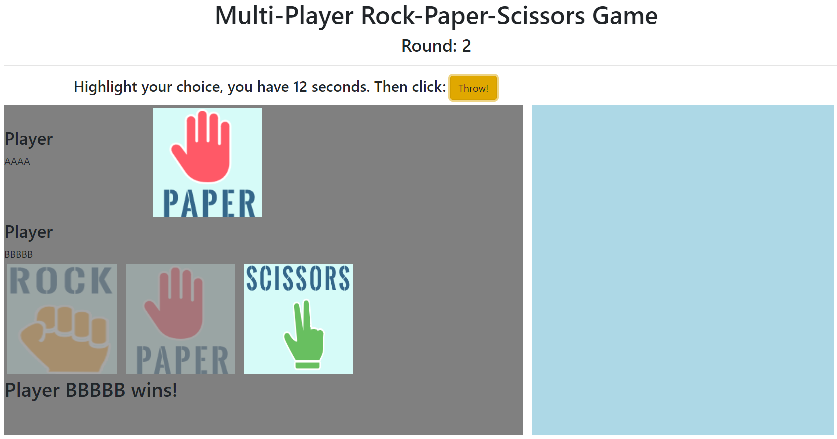 Multi-Player Rock-Paper-Scissors Game
Round: 2
Highlight your choice, you have 12 seconds. Then click: Throw!
Player
AAAA
PAPER
Player
BBBBB
ROCK
PAPER
SCISSORS
Player BBBBB wins!